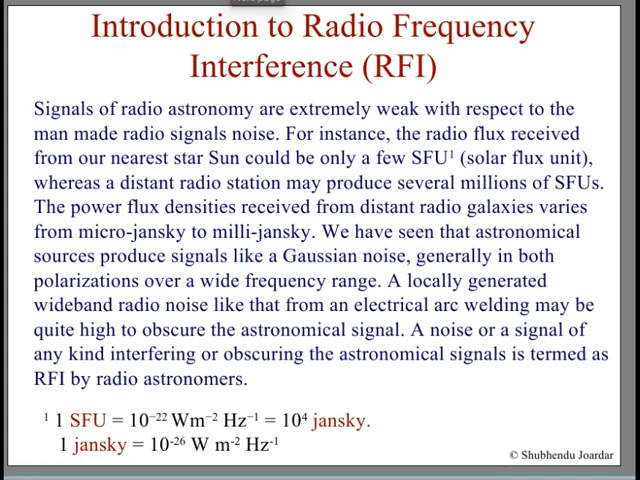 Introduction to Radio Frequency
Interference (RFI)
Signals of radio astronomy are extremely weak with respect to the
man made radio signals noise. For instance, the radio flux received
from our nearest star Sun could be only a few SFU¹ (solar flux unit),
whereas a distant radio station may produce several millions of SFUs.
The power flux densities received from distant radio galaxies varies
from micro-jansky to milli-jansky. We have seen that astronomical
sources produce signals like a Gaussian noise, generally in both
polarizations over a wide frequency range. A locally generated
wideband radio noise like that from an electrical arc welding may be
quite high to obscure the astronomical signal. A noise or a signal of
any kind interfering or obscuring the astronomical signals is termed as
RFI by radio astronomers.
¹ 1 SFU = 10⁻²² Wm⁻² Hz⁻¹ = 10⁴ jansky.
1 jansky = 10⁻²⁶ W m⁻² Hz⁻¹
© Shubhendu Joardar